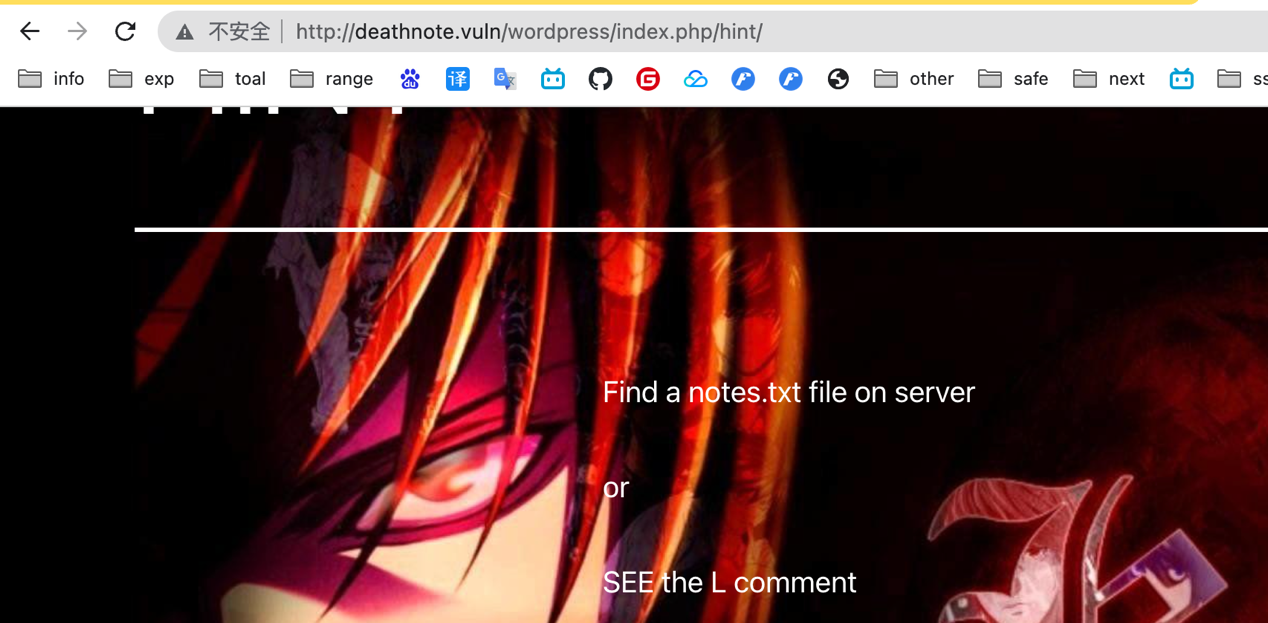 不安全 http://deathnote.vuln/wordpress/index.php/hint/
info exp toal range 译 G 文 G other safe next ss
Find a notes.txt file on server
or
SEE the L comment